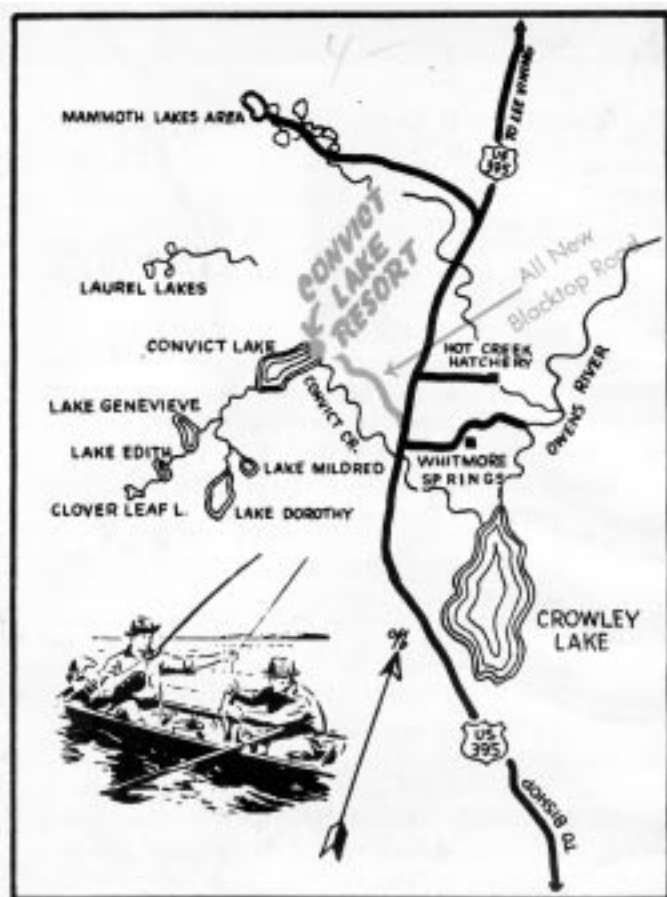 4
TO LEE VINING
MAMMOTH LAKES AREA
US
395
CONVICT
LAKE
RESORT
All New
Blacktop Road
LAUREL LAKES
CONVICT LAKE
HOT CREEK
HATCHERY
OWENS RIVER
CONVICT CR.
LAKE GENEVIEVE
LAKE EDITH
LAKE MILDRED
WHITMORE
SPRINGS
CLOVER LEAF L.
LAKE DOROTHY
CROWLEY
LAKE
US
395
TO BISHOP